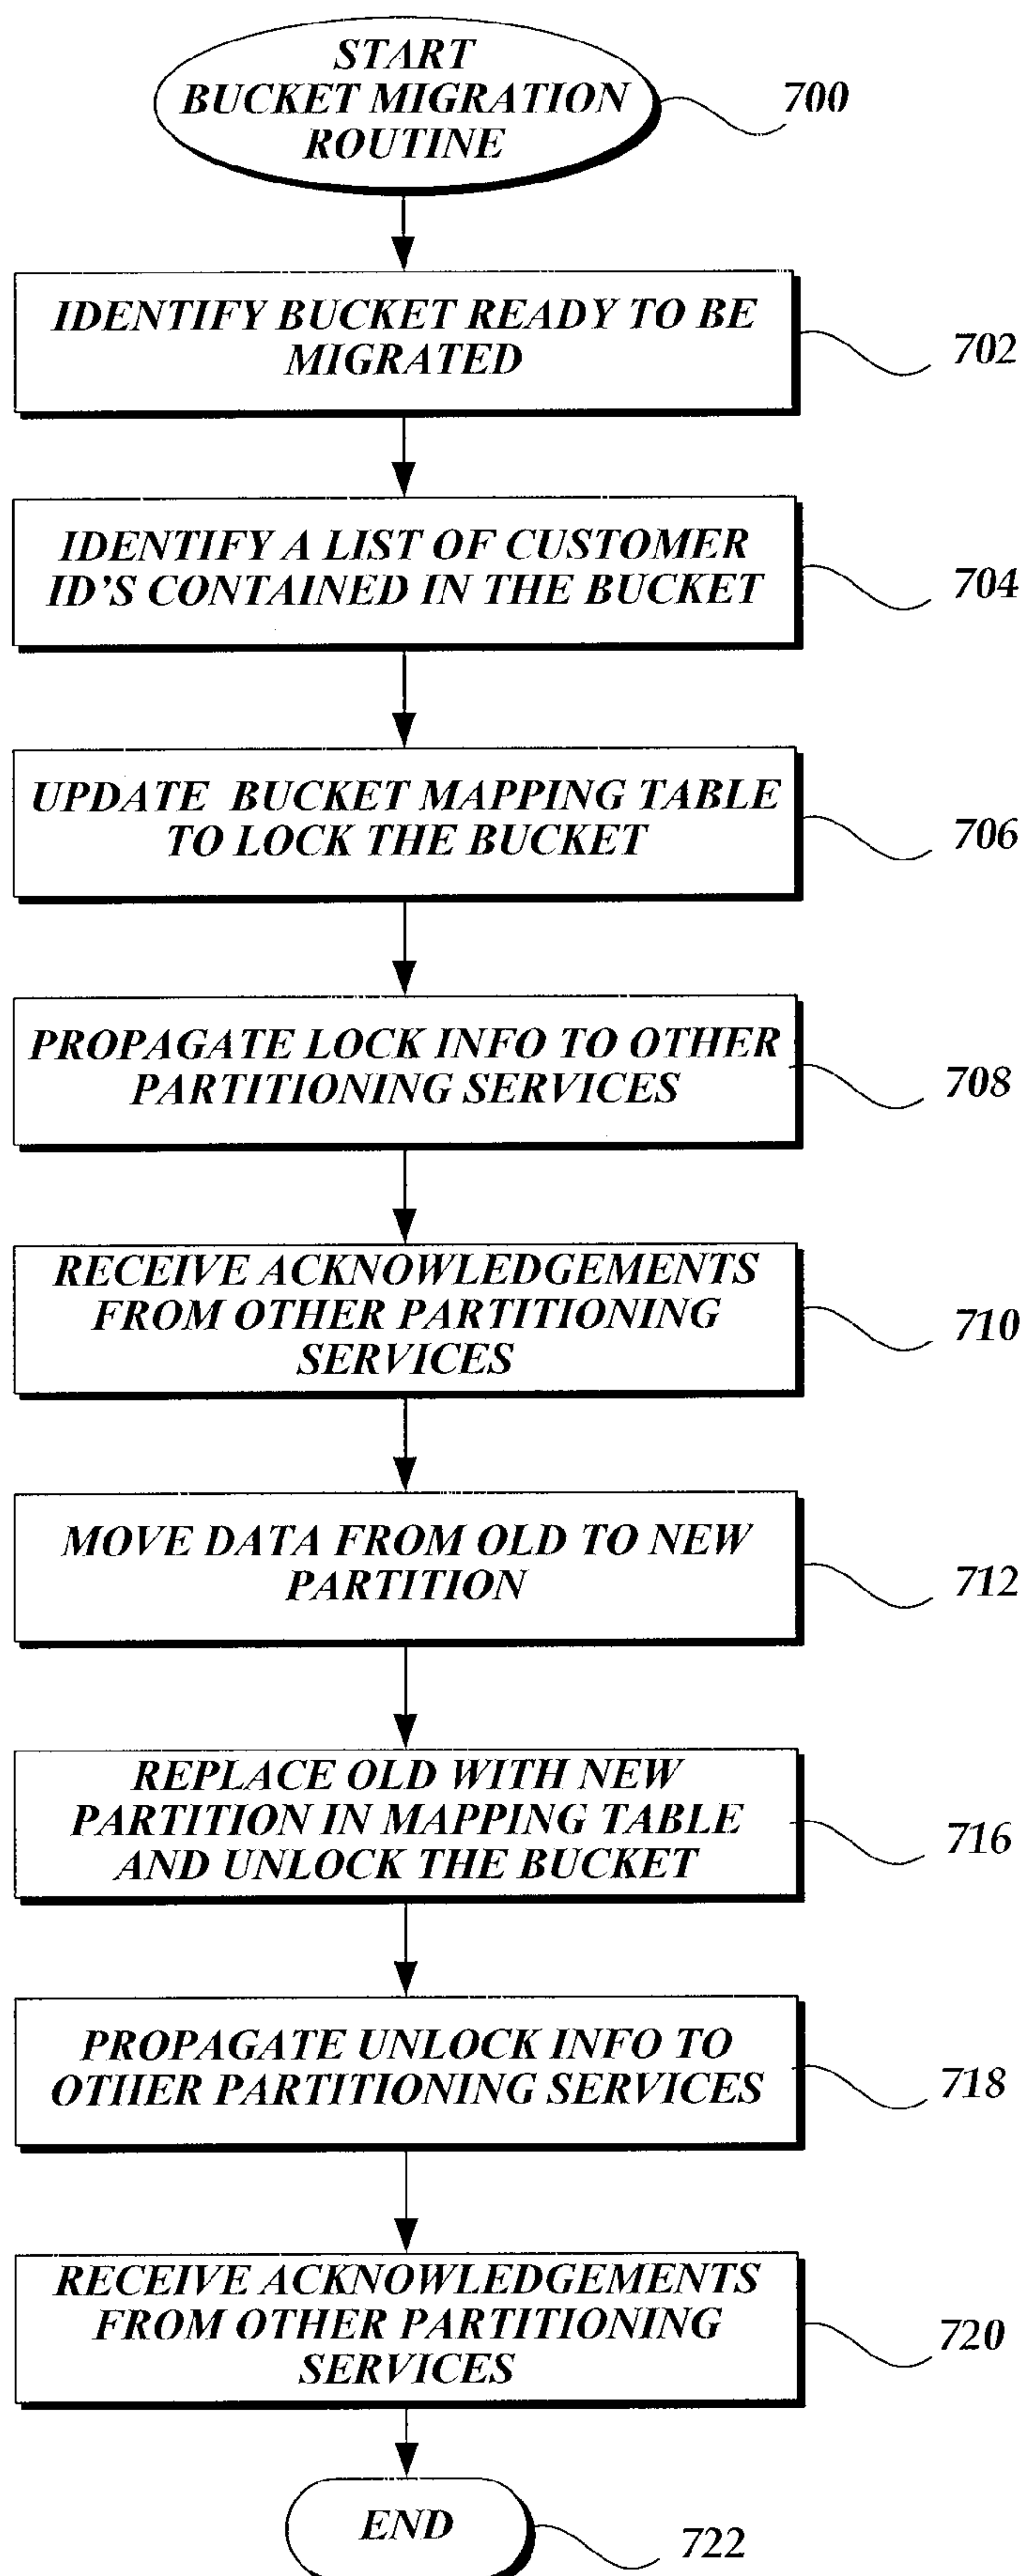 START
BUCKET MIGRATION
ROUTINE
700
IDENTIFY BUCKET READY TO BE
MIGRATED
702
IDENTIFY A LIST OF CUSTOMER
ID'S CONTAINED IN THE BUCKET
704
UPDATE BUCKET MAPPING TABLE
TO LOCK THE BUCKET
706
PROPAGATE LOCK INFO TO OTHER
PARTITIONING SERVICES
708
RECEIVE ACKNOWLEDGEMENTS
FROM OTHER PARTITIONING
SERVICES
710
MOVE DATA FROM OLD TO NEW
PARTITION
712
REPLACE OLD WITH NEW
PARTITION IN MAPPING TABLE
AND UNLOCK THE BUCKET
716
PROPAGATE UNLOCK INFO TO
OTHER PARTITIONING SERVICES
718
RECEIVE ACKNOWLEDGEMENTS
FROM OTHER PARTITIONING
SERVICES
720
END
722